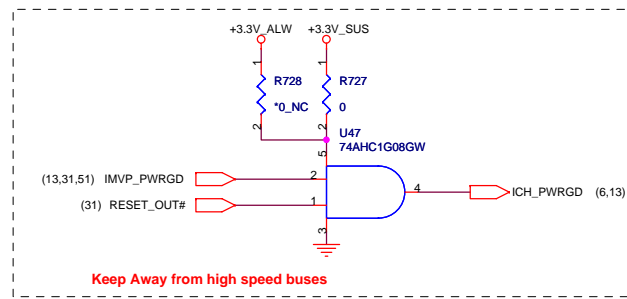 +3.3V_ALW +3.3V_SUS
1 1
R728 R727
*0_NC 0
2 2
U47
74AHC1G08GW
5
(13,31,51) IMVP_PWRGD 2
4 ICH_PWRGD (6,13)
(31) RESET_OUT# 1
3
Keep Away from high speed buses